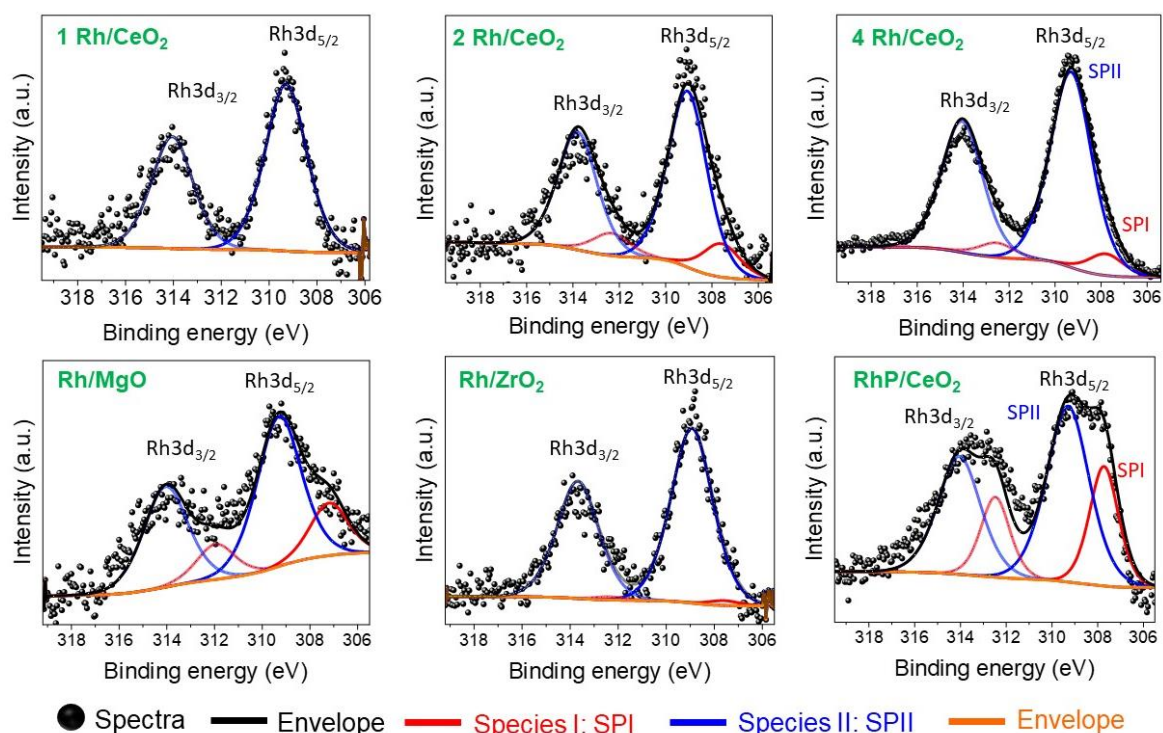 1 Rh/CeO₂
Rh3d₅/₂
Rh3d₃/₂
Intensity (a.u.)
318 316 314 312 310 308 306
Binding energy (eV)
2 Rh/CeO₂
Rh3d₅/₂
Rh3d₃/₂
Intensity (a.u.)
318 316 314 312 310 308 306
Binding energy (eV)
4 Rh/CeO₂
Rh3d₅/₂
SPII
Rh3d₃/₂
SPI
Intensity (a.u.)
318 316 314 312 310 308 306
Binding energy (eV)
Rh/MgO
Rh3d₅/₂
Rh3d₃/₂
Intensity (a.u.)
318 316 314 312 310 308 306
Binding energy (eV)
Rh/ZrO₂
Rh3d₅/₂
Rh3d₃/₂
Intensity (a.u.)
318 316 314 312 310 308 306
Binding energy (eV)
RhP/CeO₂
Rh3d₅/₂
SPII
Rh3d₃/₂
SPI
Intensity (a.u.)
318 316 314 312 310 308 306
Binding energy (eV)
Spectra Envelope Species I: SPI Species II: SPII Envelope